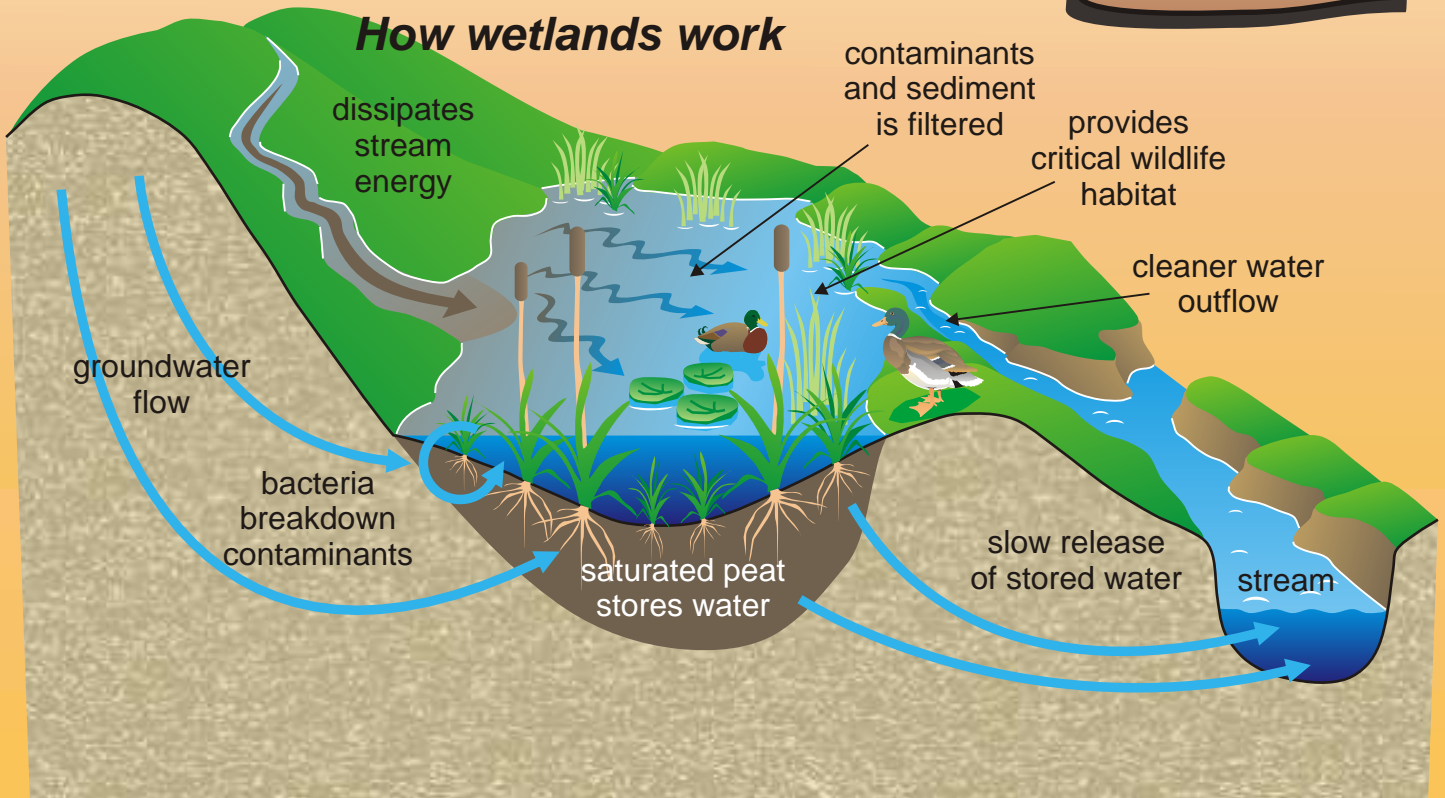 How wetlands work
contaminants
and sediment
is filtered
provides
critical wildlife
habitat
dissipates
stream
energy
cleaner water
outflow
groundwater
flow
bacteria
breakdown
contaminants
saturated peat
stores water
slow release
of stored water
stream